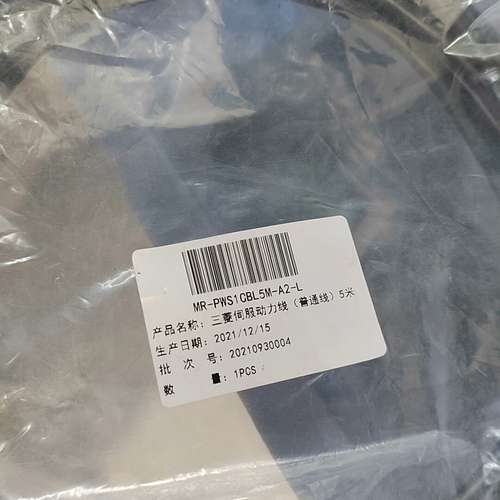 MR-PWS1CBL5M-A2-L
产品名称：三菱伺服动力线（普通线）5米
生产日期：2021/12/15
批 次 号：20210930004
数 量：1PCS